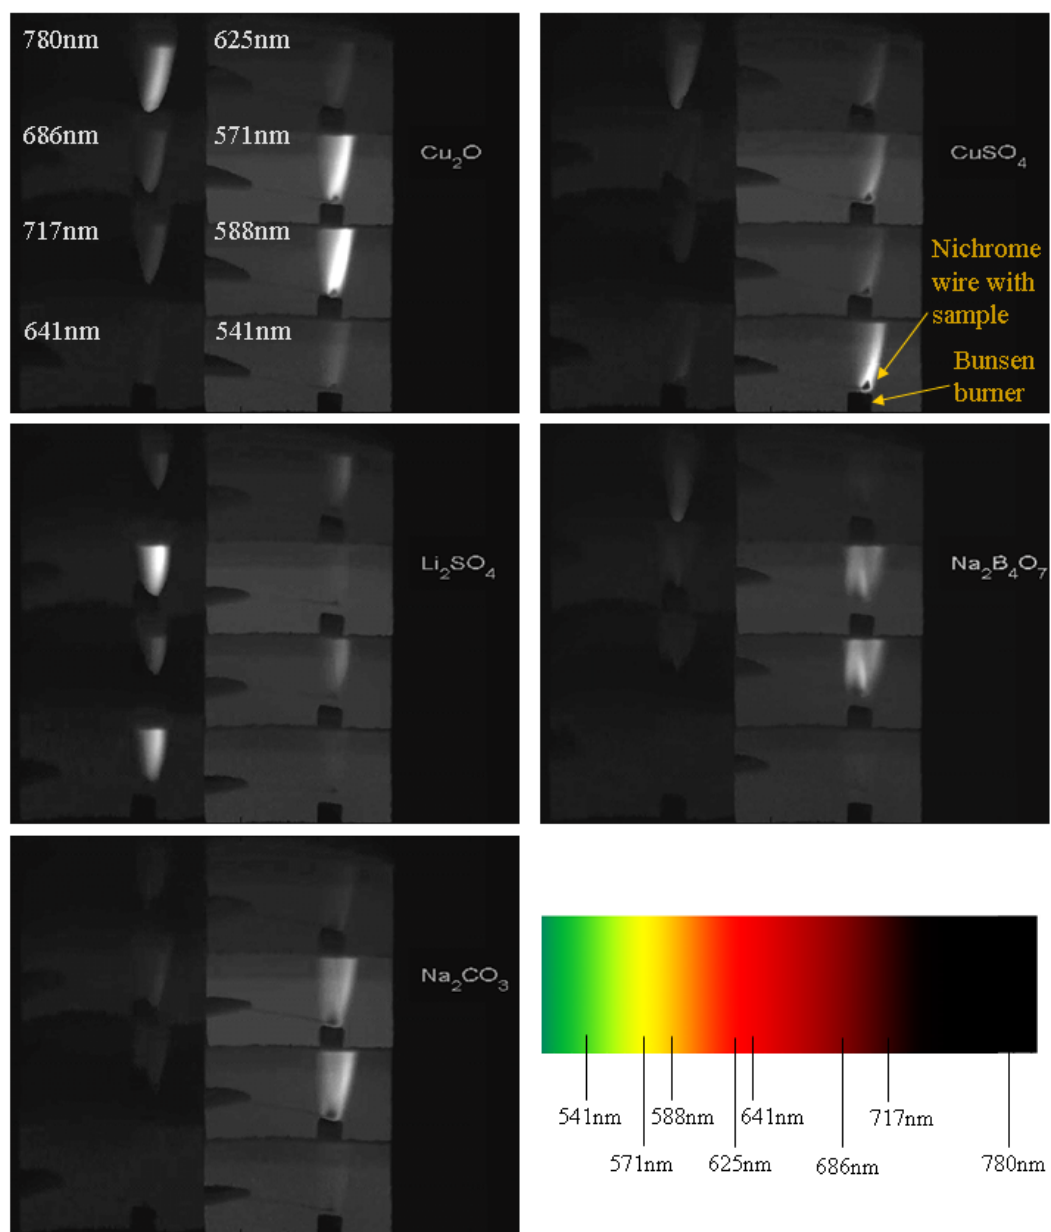 780nm 625nm
686nm 571nm
Cu₂O
717nm 588nm
641nm 541nm
CuSO₄
Nichrome
wire with
sample
Bunsen
burner
Li₂SO₄
Na₂B₄O₇
Na₂CO₃
541nm 588nm 641nm 717nm
571nm 625nm 686nm 780nm